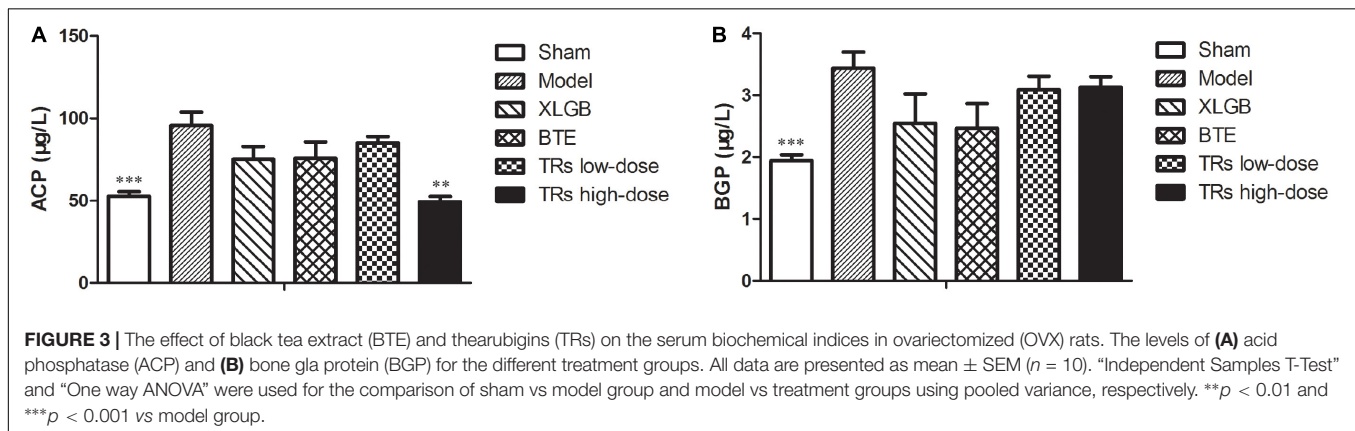 A
150
100
50
0
ACP (µg/L)
***
**
Sham
Model
XLGB
BTE
TRs low-dose
TRs high-dose
B
4
3
2
1
0
BGP (µg/L)
***
Sham
Model
XLGB
BTE
TRs low-dose
TRs high-dose
FIGURE 3 | The effect of black tea extract (BTE) and thearubigins (TRs) on the serum biochemical indices in ovariectomized (OVX) rats. The levels of (A) acid
phosphatase (ACP) and (B) bone gla protein (BGP) for the different treatment groups. All data are presented as mean ± SEM (n = 10). “Independent Samples T-Test”
and “One way ANOVA” were used for the comparison of sham vs model group and model vs treatment groups using pooled variance, respectively. **p < 0.01 and
***p < 0.001 vs model group.